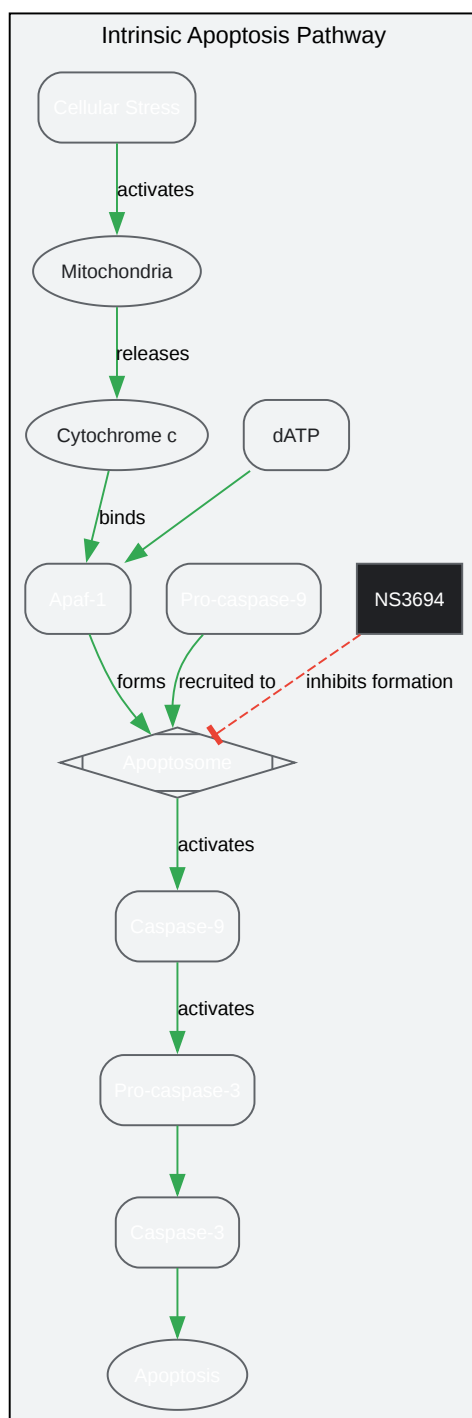 Intrinsic Apoptosis Pathway
Cellular Stress
activates
Mitochondria
releases
Cytochrome c
dATP
binds
Apaf-1
Pro-caspase-9
NS3694
forms
recruited to
inhibits formation
Apoptosome
activates
Caspase-9
activates
Pro-caspase-3
Caspase-3
Apoptosis